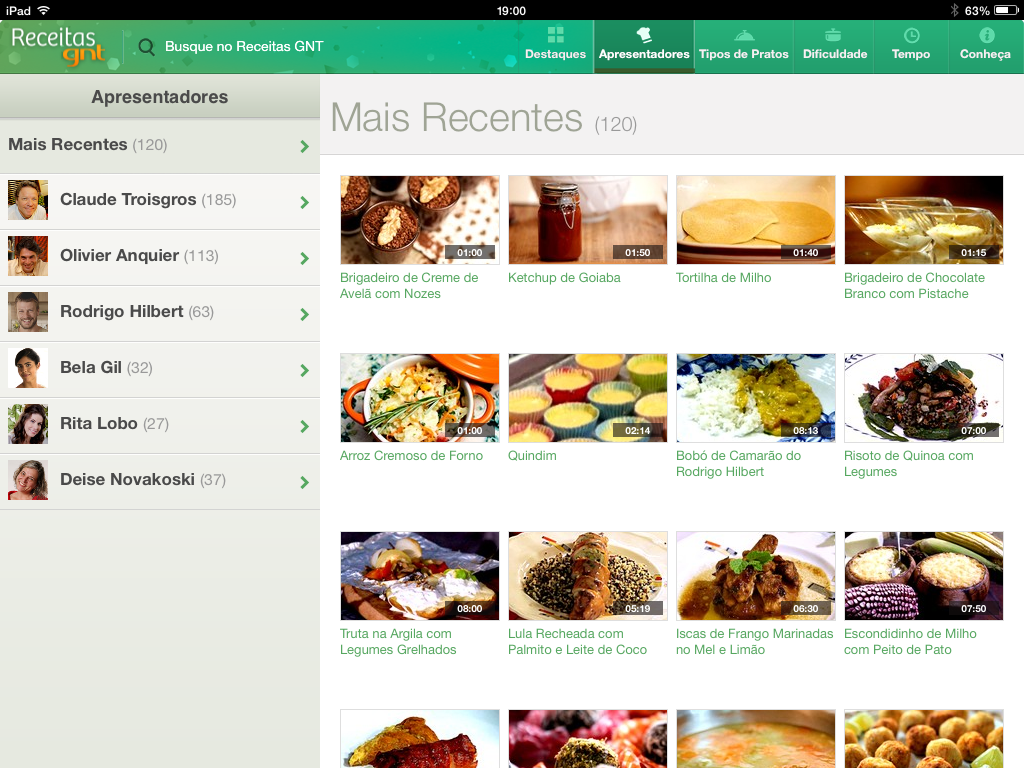 iPad
19:00
63%
Receitas
gnt
Busque no Receitas GNT
Destaques
Apresentadores
Tipos de Pratos
Dificuldade
Tempo
Conheça
Apresentadores
Mais Recentes (120)
Claude Troisgros (185)
Olivier Anquier (113)
Rodrigo Hilbert (63)
Bela Gil (32)
Rita Lobo (27)
Deise Novakoski (37)
Mais Recentes (120)
01:00
01:50
01:40
01:15
Brigadeiro de Creme de
Avelã com Nozes
Ketchup de Goiaba
Tortilha de Milho
Brigadeiro de Chocolate
Branco com Pistache
01:00
02:14
08:13
07:00
Arroz Cremoso de Forno
Quindim
Bobó de Camarão do
Rodrigo Hilbert
Risoto de Quinoa com
Legumes
08:00
05:19
06:30
07:50
Truta na Argila com
Legumes Grelhados
Lula Recheada com
Palmito e Leite de Coco
Iscas de Frango Marinadas
no Mel e Limão
Escondidinho de Milho
com Peito de Pato